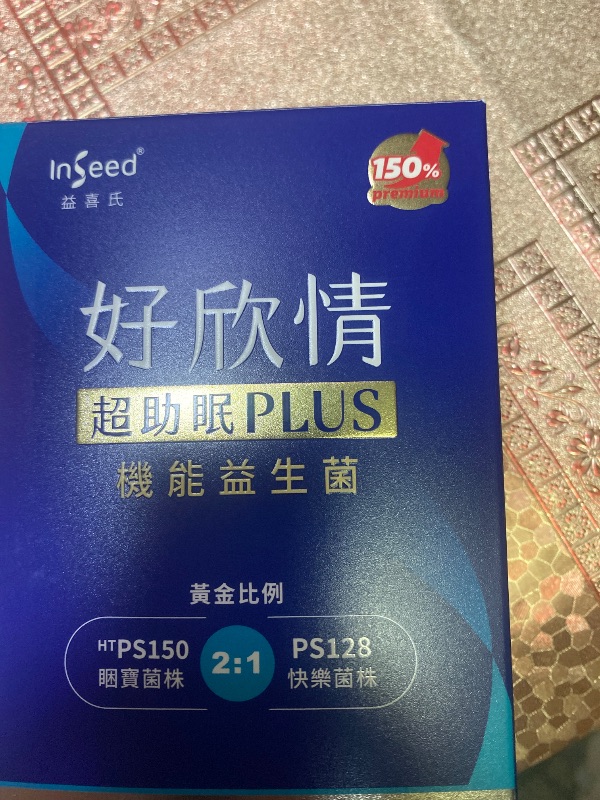 InSeed®
益喜氏
150%
premium
好欣情
超助眠PLUS
機能益生菌
黃金比例
HTPS150
睏寶菌株
2:1
PS128
快樂菌株